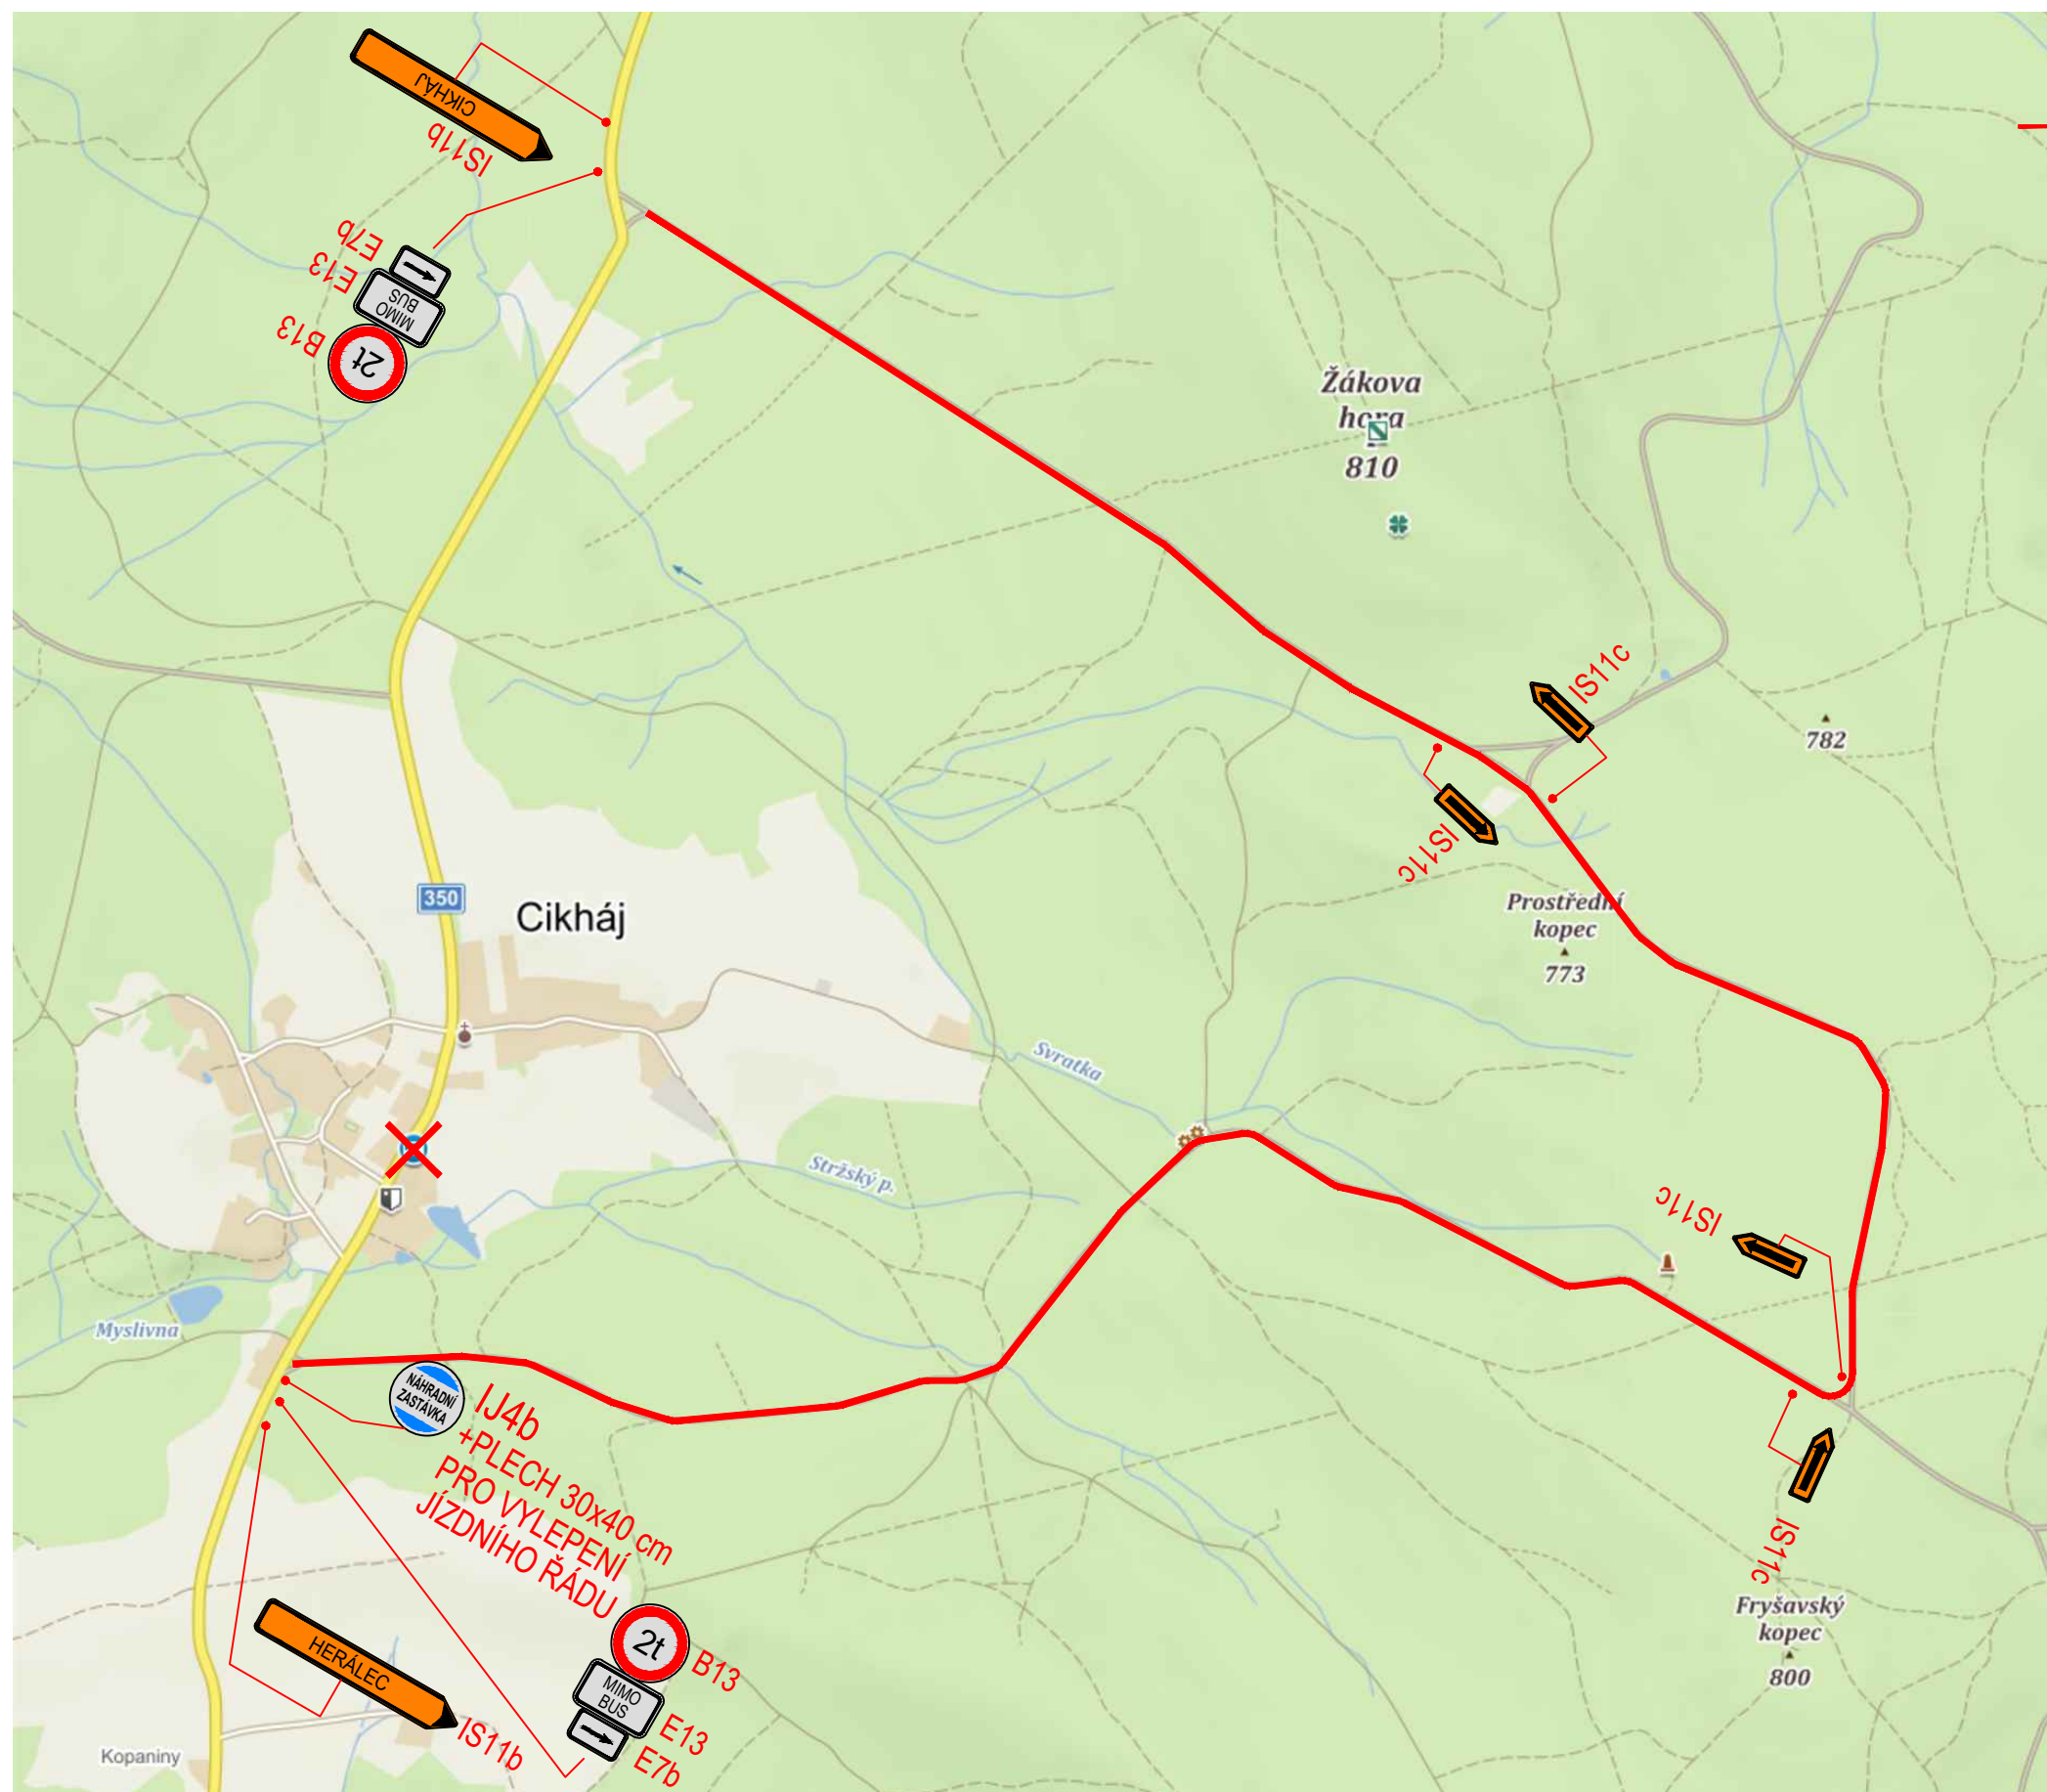 CIKHÁJ
IS11b
E7b
E13
MIMO
BUS
B13
2t
Žákova
hora
810
IS11c
782
IS11c
350
Cikháj
Prostřední
kopec
773
Svratka
Stržský p.
IS11c
Myslivna
NÁHRADNÍ
ZASTÁVKA
IJ4b
+PLECH 30x40 cm
PRO VYLEPENÍ
JÍZDNÍHO ŘÁDU
IS11c
Fryšavský
kopec
800
HERÁLEC
IS11b
2t
B13
MIMO
BUS
E13
E7b
Kopaniny